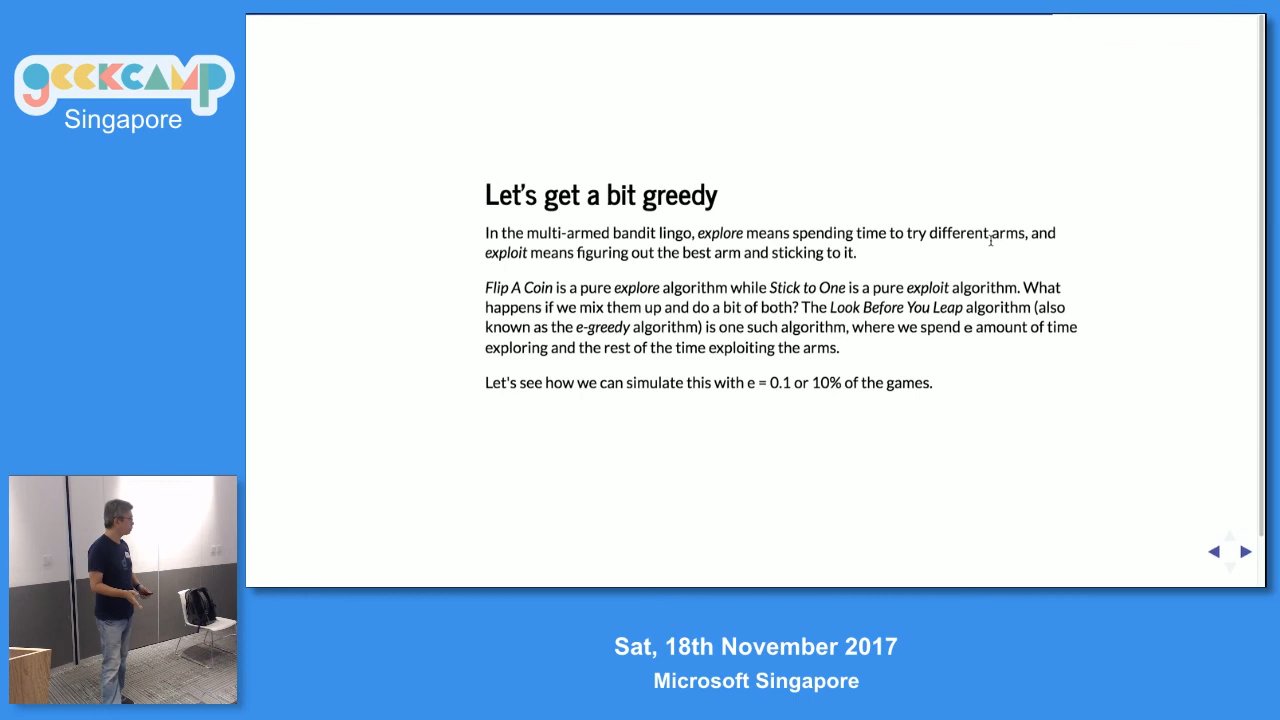 geekcamp
Singapore
Let's get a bit greedy
In the multi-armed bandit lingo, explore means spending time to try different arms, and
exploit means figuring out the best arm and sticking to it.
Flip A Coin is a pure explore algorithm while Stick to One is a pure exploit algorithm. What
happens if we mix them up and do a bit of both? The Look Before You Leap algorithm (also
known as the e-greedy algorithm) is one such algorithm, where we spend e amount of time
exploring and the rest of the time exploiting the arms.
Let's see how we can simulate this with e = 0.1 or 10% of the games.
Sat, 18th November 2017
Microsoft Singapore